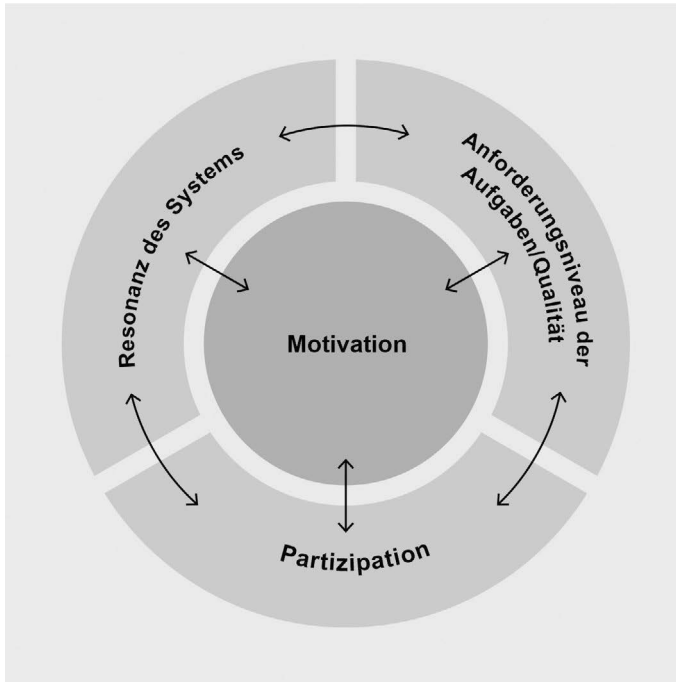 Resonanz des Systems
Anforderungsniveau der
Aufgaben/Qualität
Motivation
Partizipation